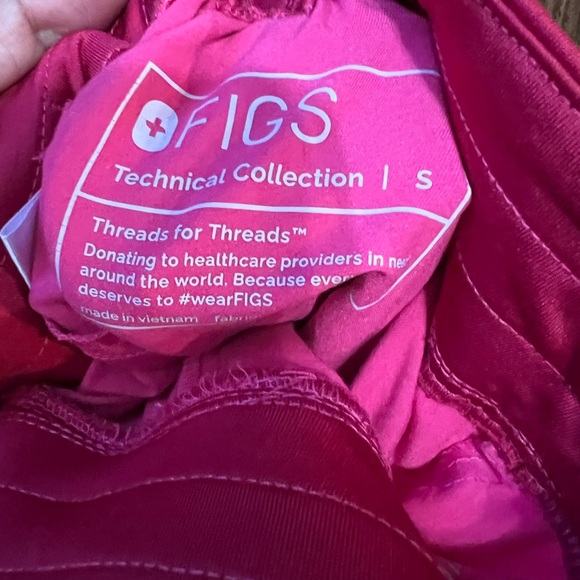 FIGS
Technical Collection | S
Threads for Threads™
Donating to healthcare providers in
around the world. Because
deserves to #wearFIGS
made in vietnam